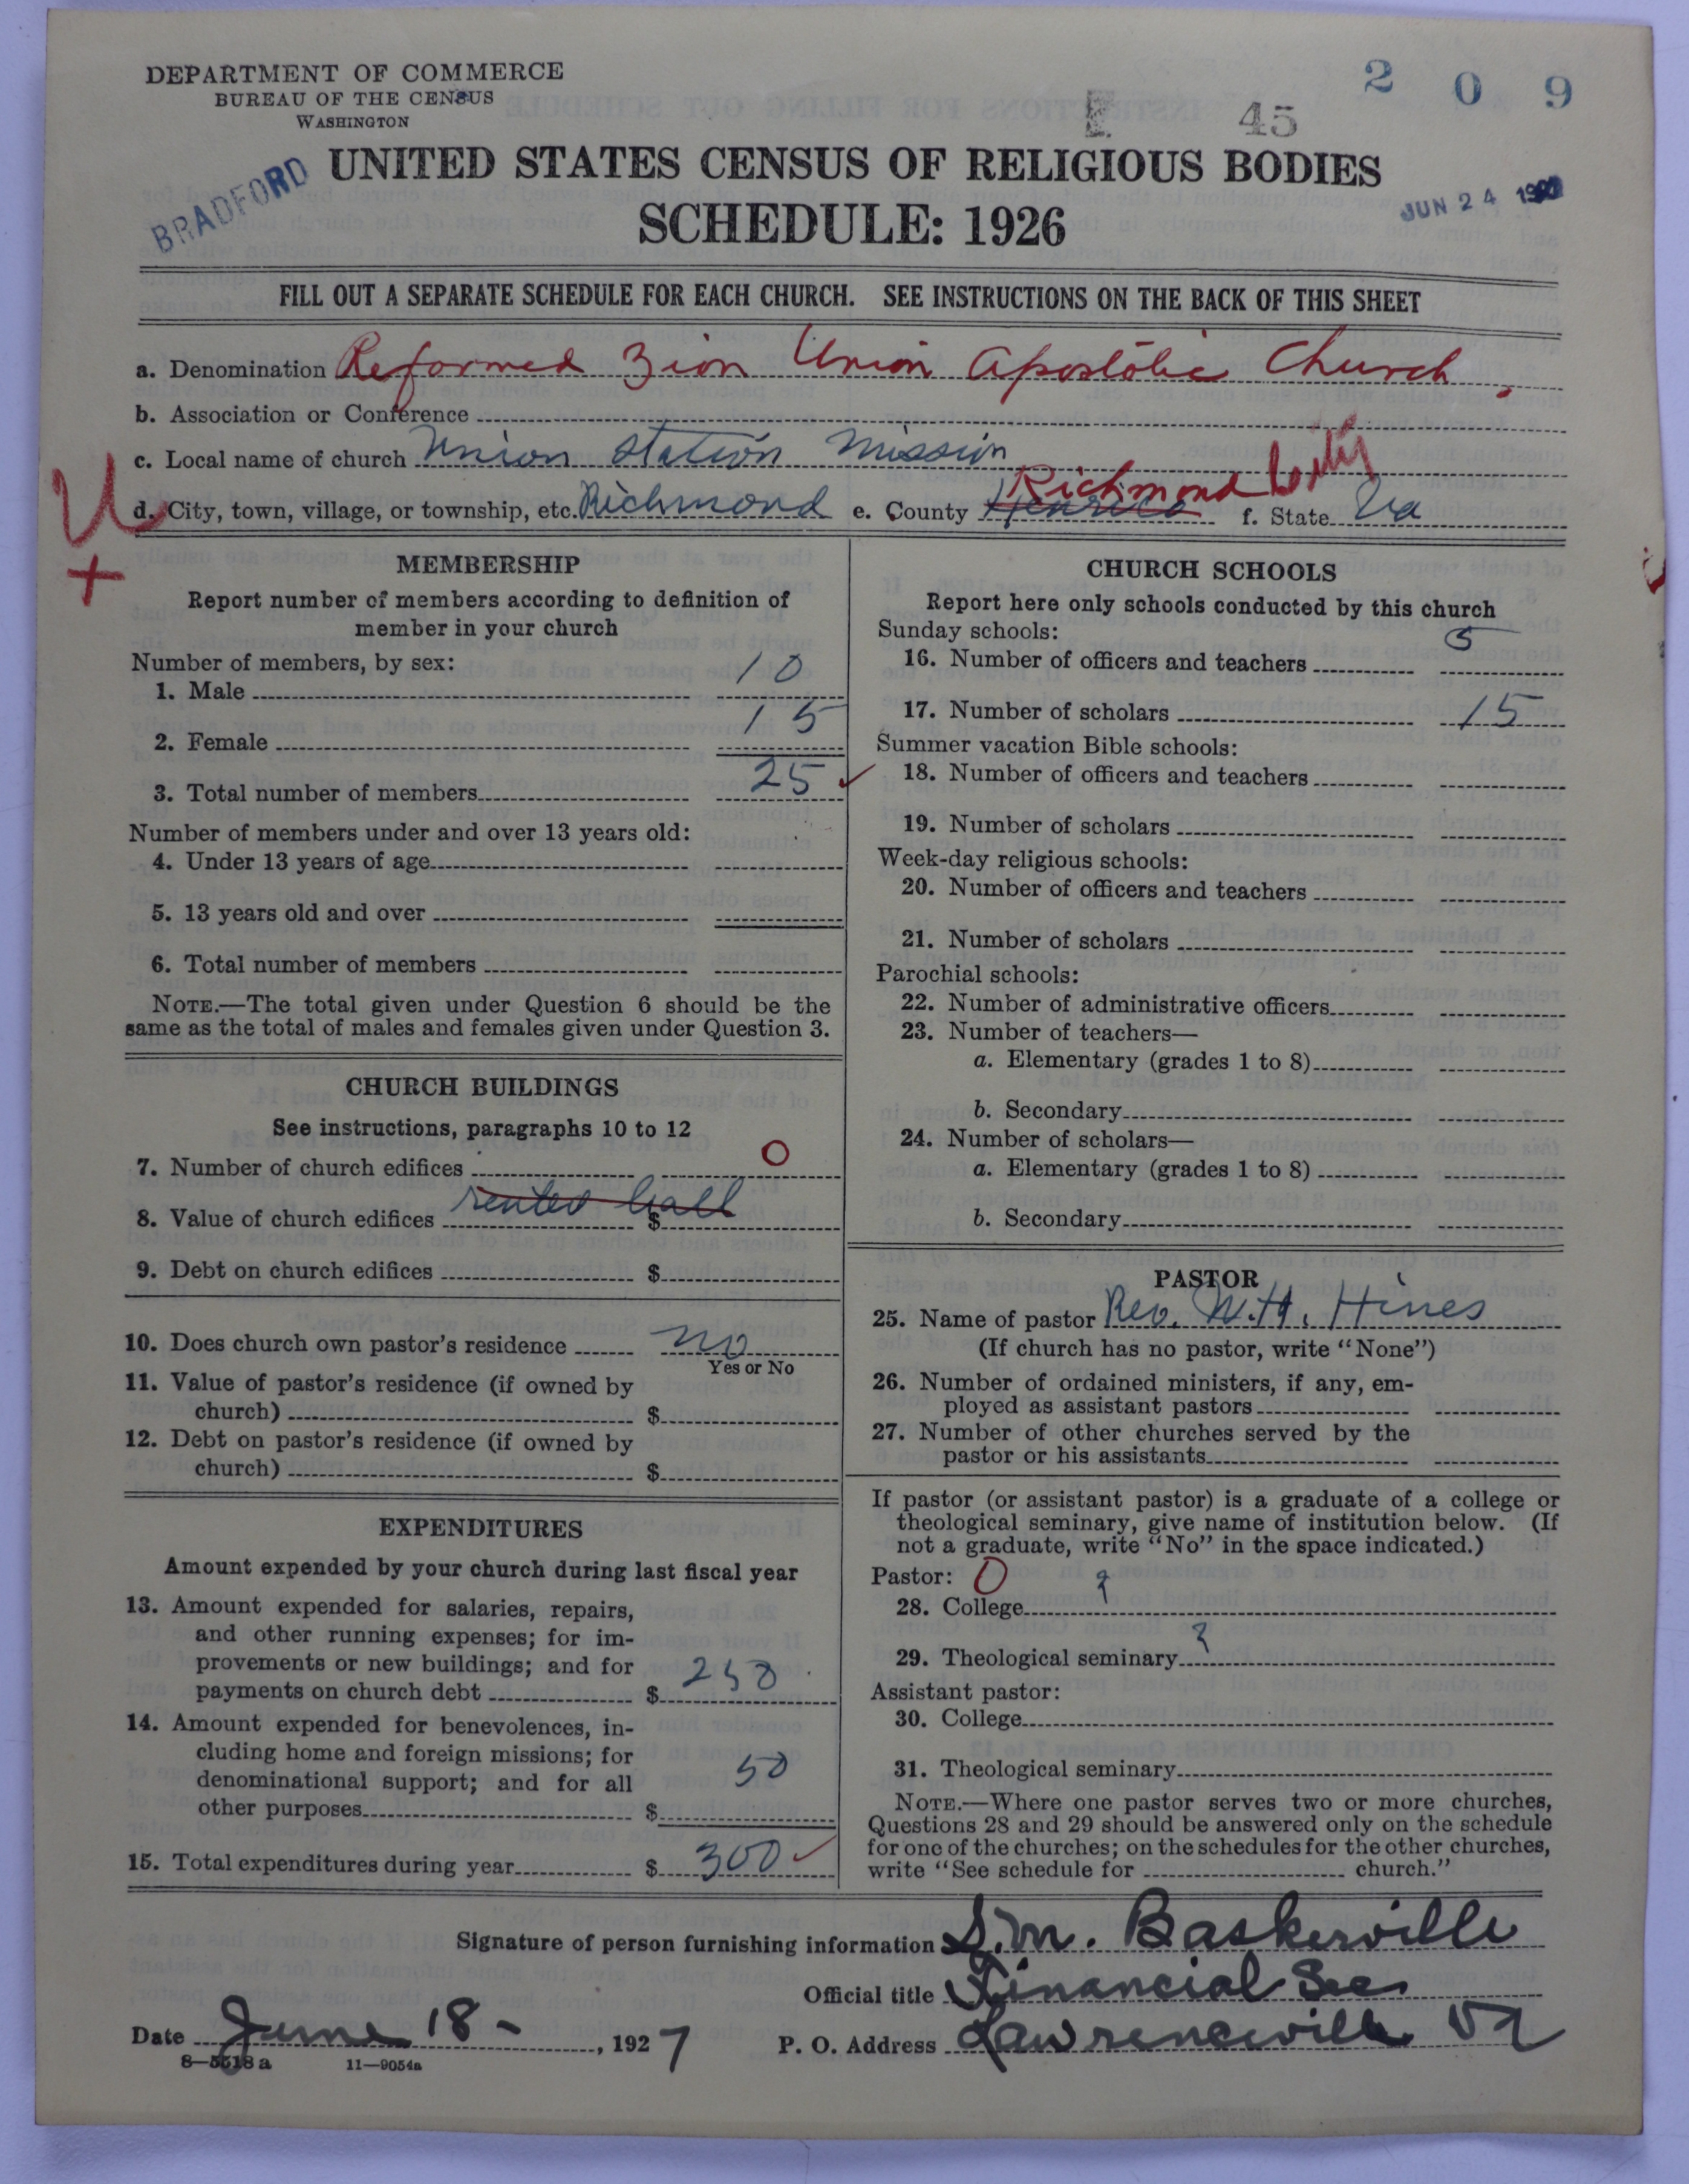 DEPARTMENT OF COMMERCE
BUREAU OF THE CENSUS
WASHINGTON
2 0 9
45
BRADFORD
UNITED STATES CENSUS OF RELIGIOUS BODIES
SCHEDULE: 1926
JUN 24
FILL OUT A SEPARATE SCHEDULE FOR EACH CHURCH. SEE INSTRUCTIONS ON THE BACK OF THIS SHEET
a. Denomination Reformed Zion Union Apostolic Church
b. Association or Conference
c. Local name of church Union Station Mission
Richmond City
d. City, town, village, or township, etc. Richmond e. County Henrico f. State Va
U
+
MEMBERSHIP
Report number of members according to definition of
member in your church
Number of members, by sex:
1. Male 10
2. Female 15
3. Total number of members 25 ✓
Number of members under and over 13 years old:
4. Under 13 years of age
5. 13 years old and over
6. Total number of members
NOTE.—The total given under Question 6 should be the
same as the total of males and females given under Question 3.
CHURCH BUILDINGS
See instructions, paragraphs 10 to 12
7. Number of church edifices 0
8. Value of church edifices $ rented hall
9. Debt on church edifices $
10. Does church own pastor's residence no
Yes or No
11. Value of pastor's residence (if owned by
church) $
12. Debt on pastor's residence (if owned by
church) $
EXPENDITURES
Amount expended by your church during last fiscal year
13. Amount expended for salaries, repairs,
and other running expenses; for im-
provements or new buildings; and for
payments on church debt $ 250
14. Amount expended for benevolences, in-
cluding home and foreign missions; for
denominational support; and for all
other purposes $ 50
15. Total expenditures during year $ 300 ✓
CHURCH SCHOOLS
Report here only schools conducted by this church
Sunday schools:
16. Number of officers and teachers 5
17. Number of scholars 15
Summer vacation Bible schools:
18. Number of officers and teachers
19. Number of scholars
Week-day religious schools:
20. Number of officers and teachers
21. Number of scholars
Parochial schools:
22. Number of administrative officers
23. Number of teachers—
a. Elementary (grades 1 to 8)
b. Secondary
24. Number of scholars—
a. Elementary (grades 1 to 8)
b. Secondary
PASTOR
25. Name of pastor Rev. W. H. Hines
(If church has no pastor, write "None")
26. Number of ordained ministers, if any, em-
ployed as assistant pastors
27. Number of other churches served by the
pastor or his assistants
If pastor (or assistant pastor) is a graduate of a college or
theological seminary, give name of institution below. (If
not a graduate, write "No" in the space indicated.)
Pastor: 0
28. College ?
29. Theological seminary ?
Assistant pastor:
30. College
31. Theological seminary
NOTE.—Where one pastor serves two or more churches,
Questions 28 and 29 should be answered only on the schedule
for one of the churches; on the schedules for the other churches,
write "See schedule for church."
Signature of person furnishing information S. M. Baskerville
Official title Financial Sec
Date June 18- , 1927 P. O. Address Lawrenceville Va
8—5518 a 11—9054a